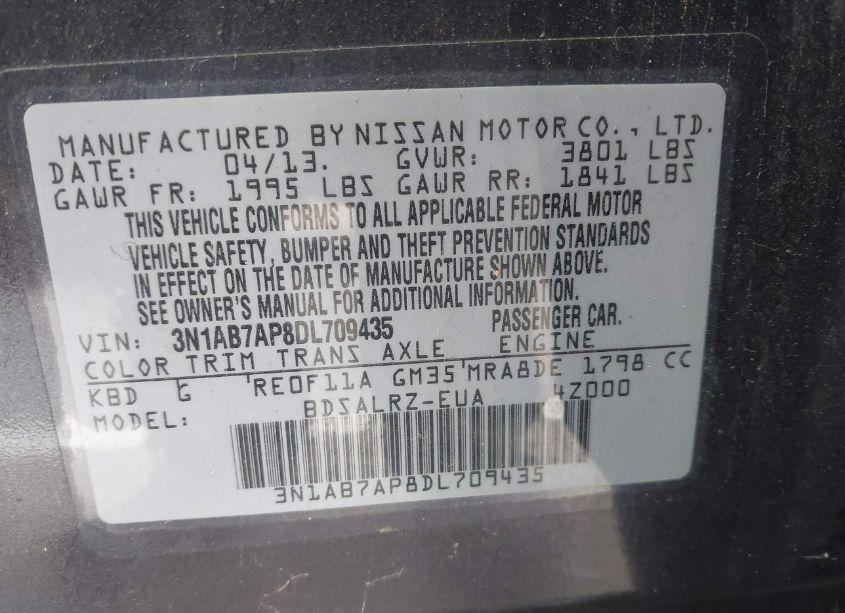 MANUFACTURED BY NISSAN MOTOR CO., LTD.
DATE: 04/13. GVWR: 3801 LBS
GAWR FR: 1995 LBS GAWR RR: 1841 LBS
THIS VEHICLE CONFORMS TO ALL APPLICABLE FEDERAL MOTOR
VEHICLE SAFETY, BUMPER AND THEFT PREVENTION STANDARDS
IN EFFECT ON THE DATE OF MANUFACTURE SHOWN ABOVE.
SEE OWNER'S MANUAL FOR ADDITIONAL INFORMATION.
VIN: 3N1AB7AP8DL709435 PASSENGER CAR.
COLOR TRIM TRANS AXLE ENGINE
KBD G RE0F11A GM35 MRA8DE 1798 CC
MODEL: BDSALRZ-EUA 4Z000
3N1AB7AP8DL709435